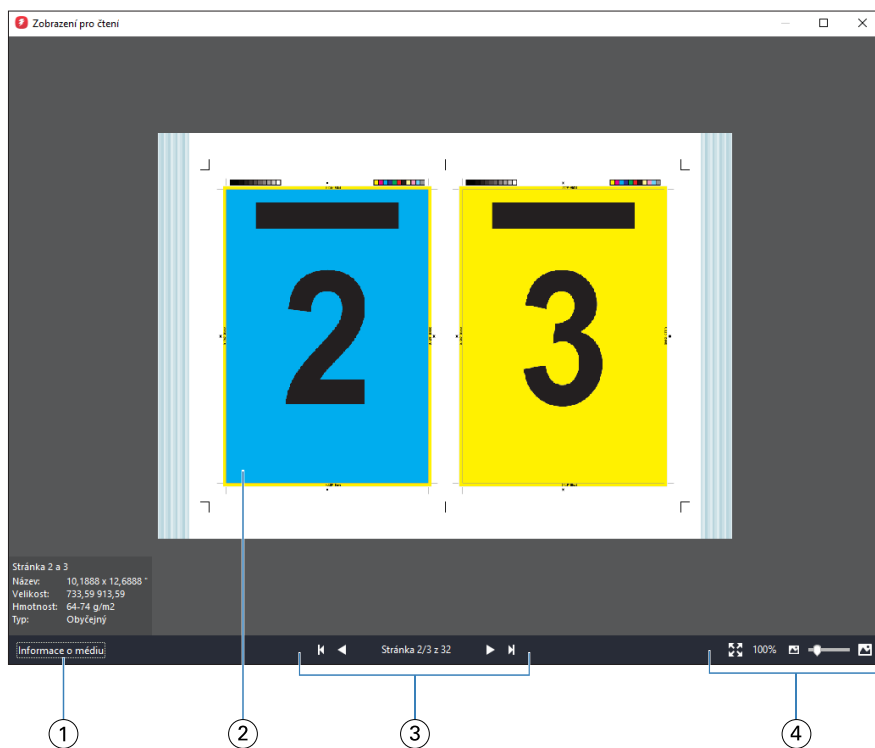 Zobrazení pro čtení
2 3
Stránka 2 a 3
Název: 10,1888 x 12,6888 "
Velikost: 733,59 913,59
Hmotnost: 64-74 g/m2
Typ: Obyčejný
Informace o médiu Stránka 2/3 z 32 100%
1 2 3 4